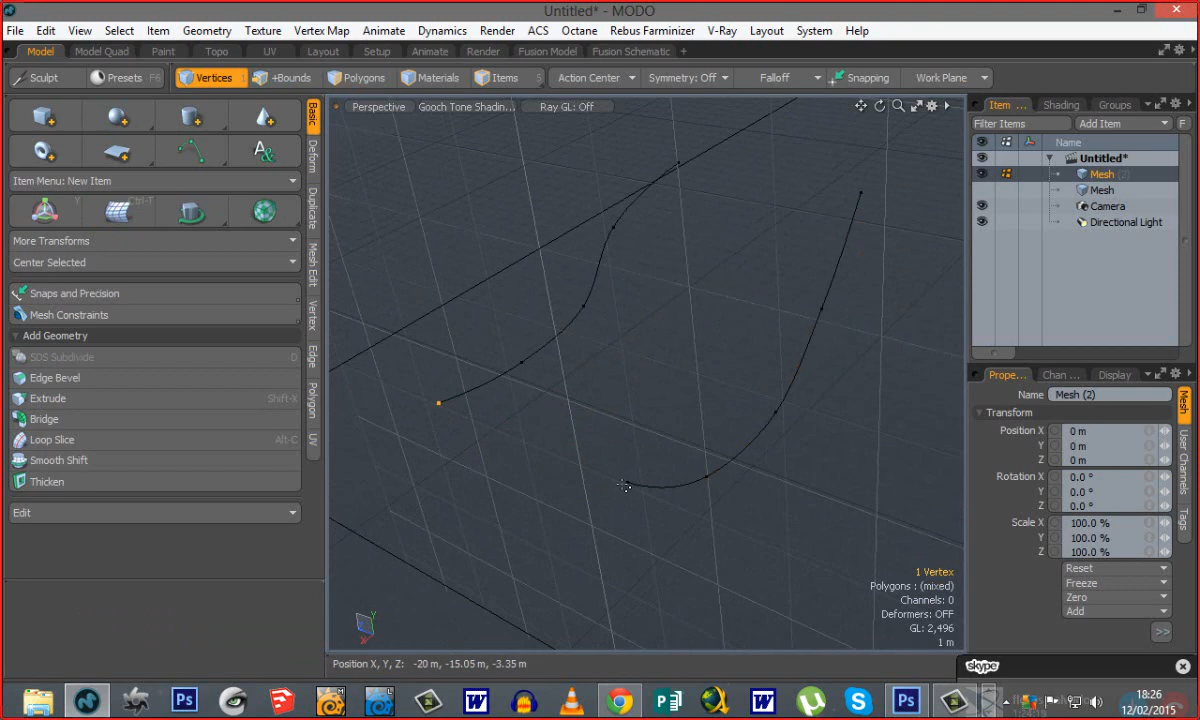 Untitled* - MODO
File Edit View Select Item Geometry Texture Vertex Map Animate Dynamics Render ACS Octane Rebus Farminizer V-Ray Layout System Help
Model Model Quad Paint Topo UV Layout Setup Animate Render Fusion Model Fusion Schematic +
Sculpt Presets F6 Vertices 1 +Bounds Polygons Materials Items 5 Action Center Symmetry: Off Falloff Snapping Work Plane
Perspective Gooch Tone Shadin... Ray GL: Off
Basic
Deform
Duplicate
Mesh Edit
Vertex
Edge
Polygon
UV
Item Menu: New Item
Y Ctrl-T
More Transforms
Center Selected
Snaps and Precision
Mesh Constraints
Add Geometry
SDS Subdivide D
Edge Bevel
Extrude Shift-X
Bridge
Loop Slice Alt-C
Smooth Shift
Thicken
Edit
1 Vertex
Polygons : (mixed)
Channels: 0
Deformers: OFF
GL: 2,496
1 m
Position X, Y, Z: -20 m, -15.05 m, -3.35 m
Item ... Shading Groups
Filter Items Add Item F
Name
Untitled*
Mesh (2)
Mesh
Camera
Directional Light
Prope... Chan ... Display
Name Mesh (2)
Transform
Position X 0 m
Y 0 m
Z 0 m
Rotation X 0.0 °
Y 0.0 °
Z 0.0 °
Scale X 100.0 %
Y 100.0 %
Z 100.0 %
Reset
Freeze
Zero
Add
>>
Mesh
User Channels
Tags
skype
18:26
12/02/2015